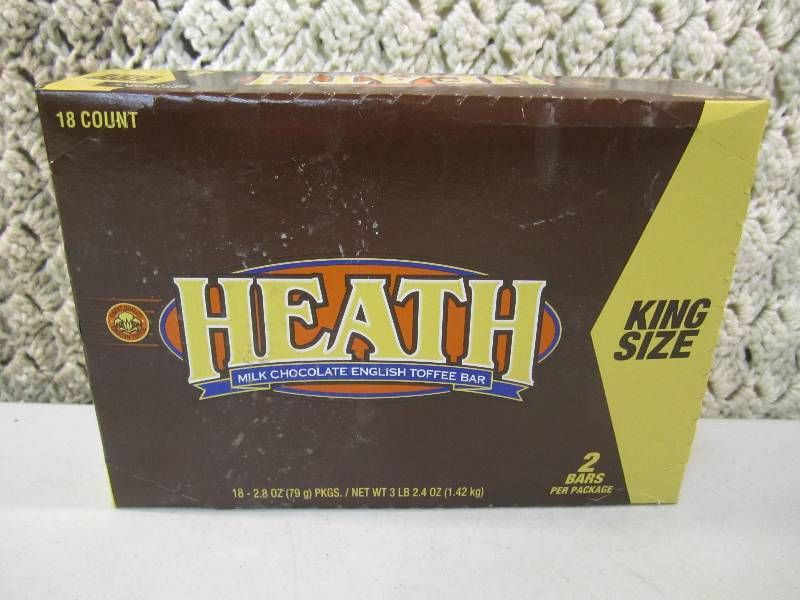 HEATH
18 COUNT
HEATH
MILK CHOCOLATE ENGLISH TOFFEE BAR
KING
SIZE
2
BARS
PER PACKAGE
18 - 2.8 OZ (79 g) PKGS. / NET WT 3 LB 2.4 OZ (1.42 kg)